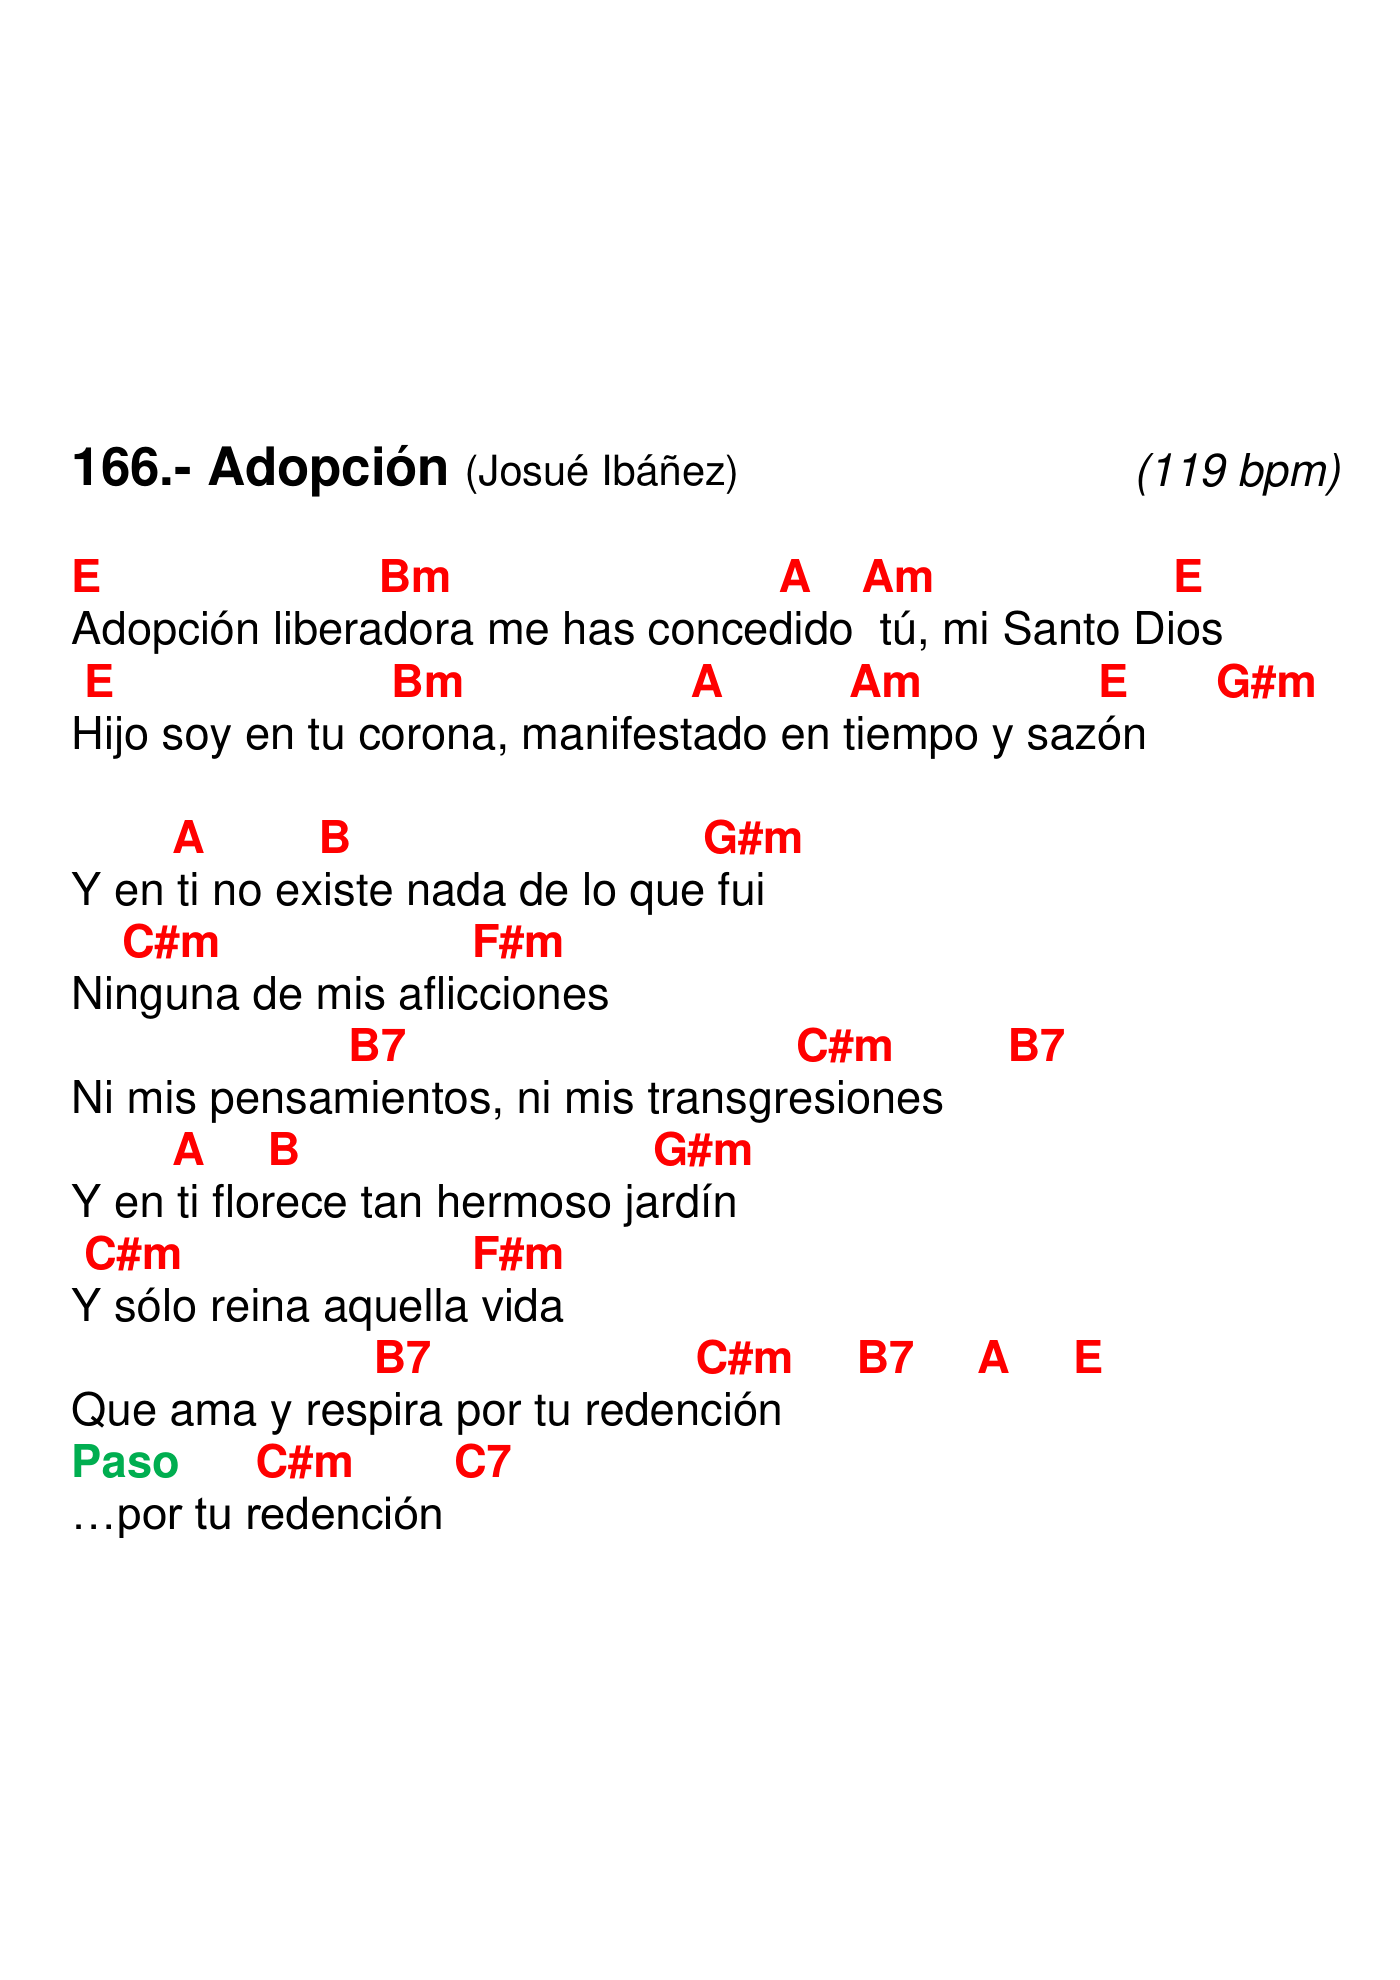 166.- Adopción (Josué Ibáñez) (119 bpm)
E Bm A Am E
Adopción liberadora me has concedido tú, mi Santo Dios
E Bm A Am E G#m
Hijo soy en tu corona, manifestado en tiempo y sazón
A B G#m
Y en ti no existe nada de lo que fui
C#m F#m
Ninguna de mis aflicciones
B7 C#m B7
Ni mis pensamientos, ni mis transgresiones
A B G#m
Y en ti florece tan hermoso jardín
C#m F#m
Y sólo reina aquella vida
B7 C#m B7 A E
Que ama y respira por tu redención
Paso C#m C7
…por tu redención